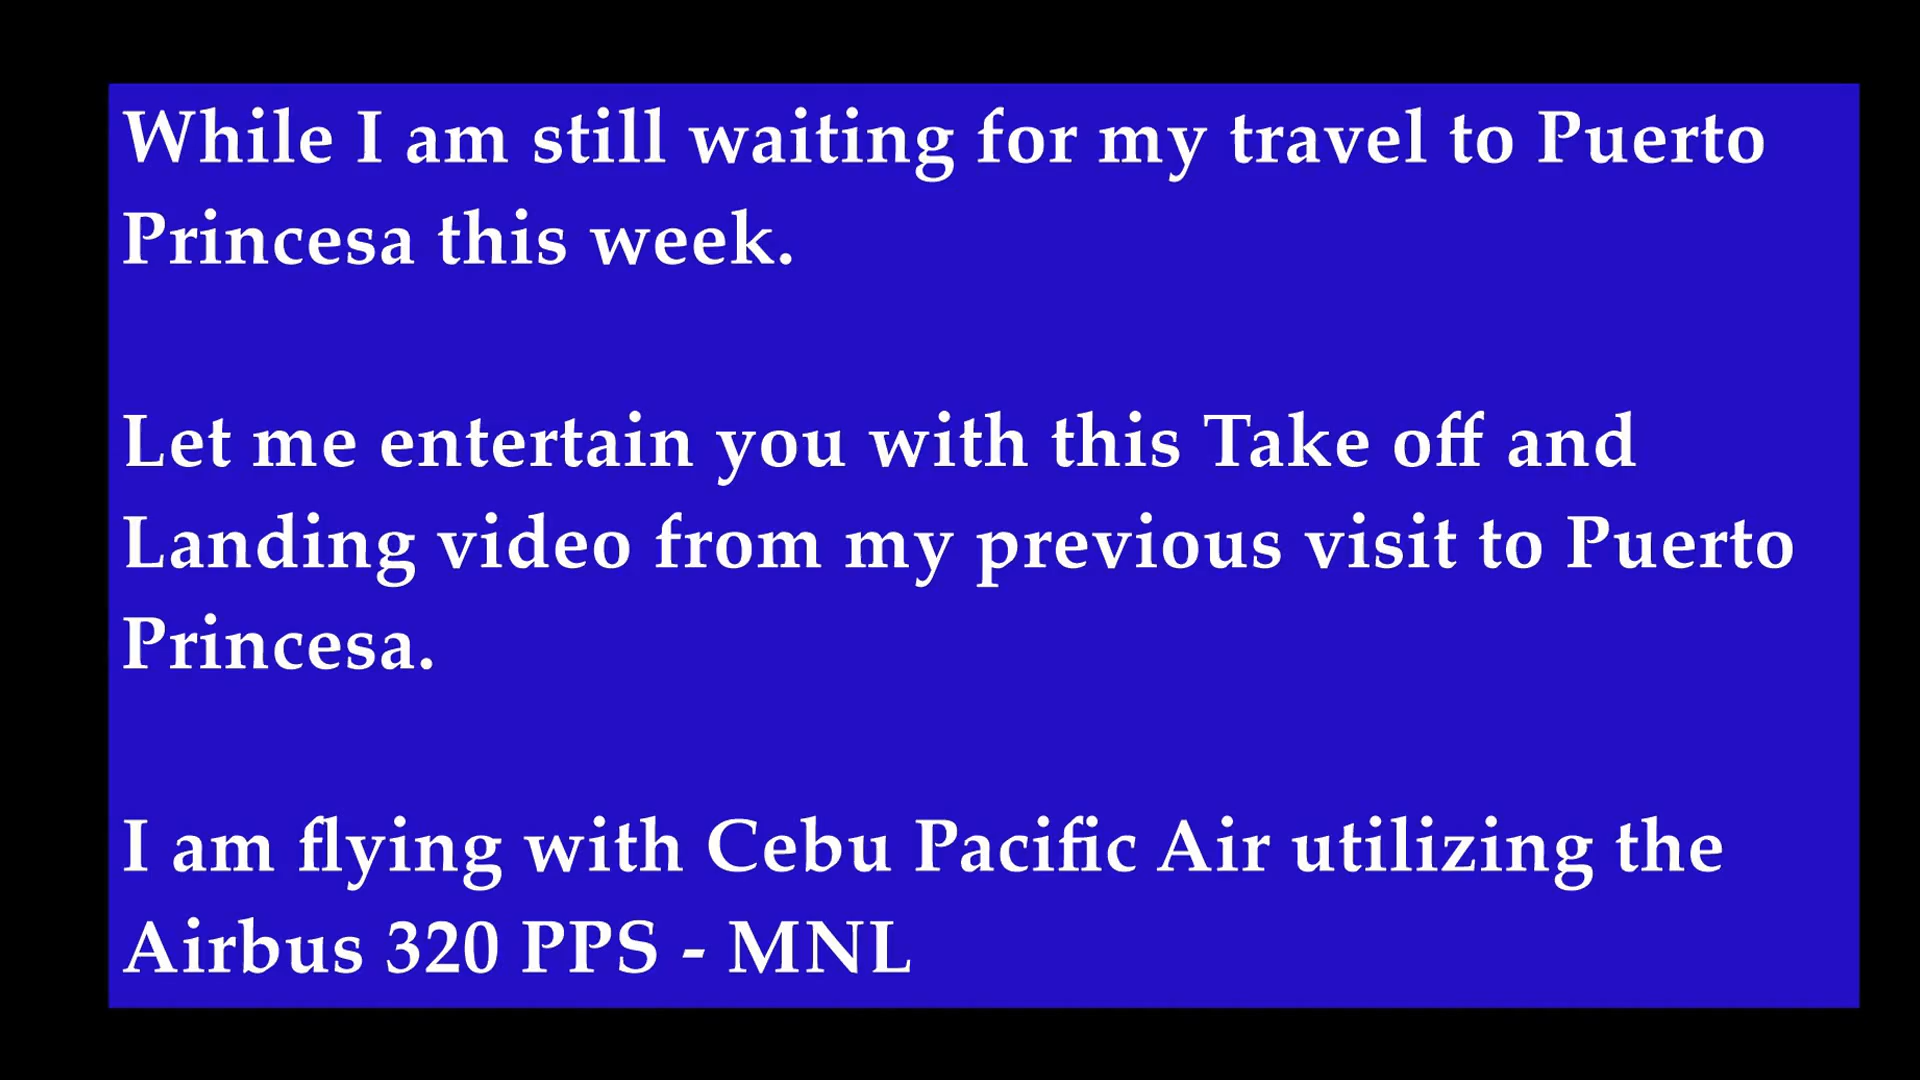 While I am still waiting for my travel to Puerto
Princesa this week.
Let me entertain you with this Take off and
Landing video from my previous visit to Puerto
Princesa.
I am flying with Cebu Pacific Air utilizing the
Airbus 320 PPS - MNL